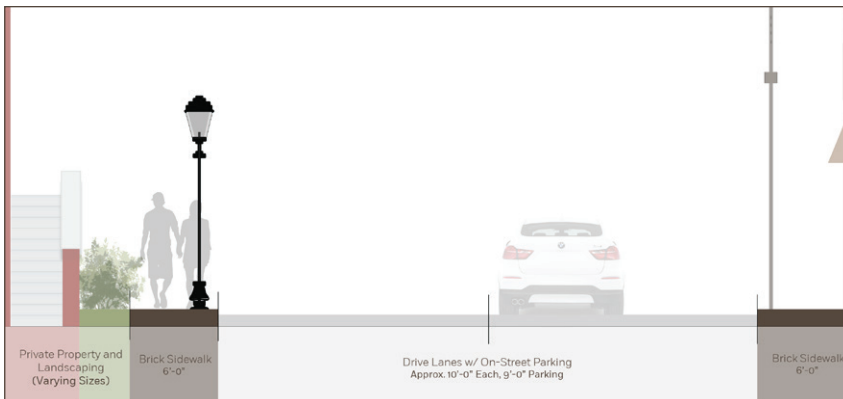 Private Property and
Landscaping
(Varying Sizes)
Brick Sidewalk
6'-0"
Drive Lanes w/ On-Street Parking
Approx. 10'-0" Each, 9'-0" Parking
Brick Sidewalk
6'-0"